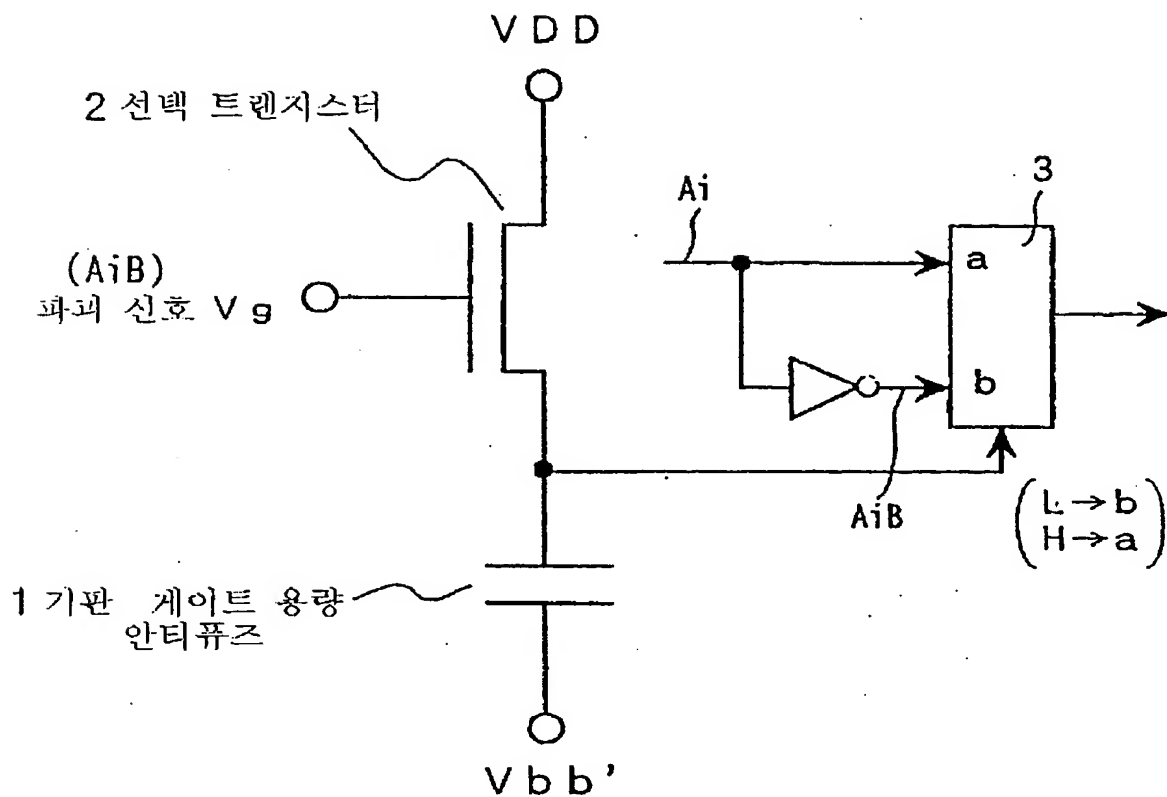 VDD
2 선택 트랜지스터
(AiB)
파괴 신호 Vg
Ai
3
a
b
AiB
L→b
H→a
1 기판 게이트 용량
안티퓨즈
Vbb'